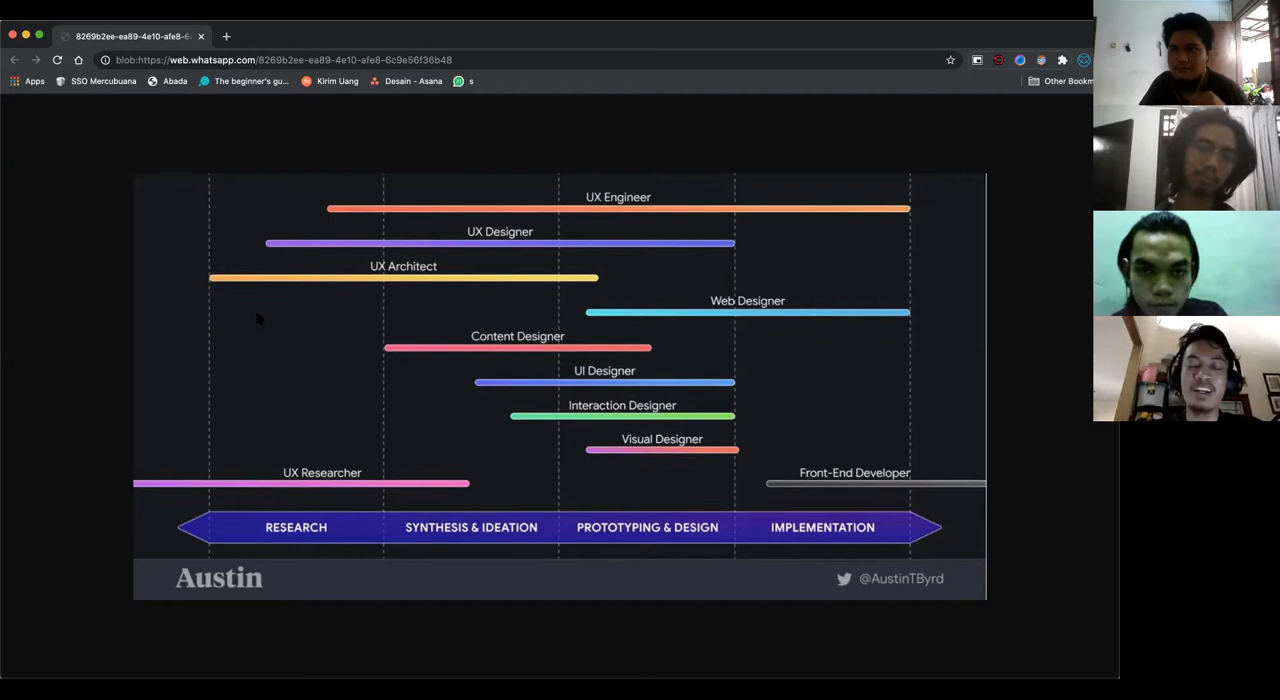 8269b2ee-ea89-4e10-afe8-6
blob:https://web.whatsapp.com/8269b2ee-ea89-4e10-afe8-6c9e56f36b48
Apps SSO Mercubuana Abada The beginner's gu... Kirim Uang Desain - Asana s Other Bookm
UX Engineer
UX Designer
UX Architect
Web Designer
Content Designer
UI Designer
Interaction Designer
Visual Designer
UX Researcher Front-End Developer
RESEARCH SYNTHESIS & IDEATION PROTOTYPING & DESIGN IMPLEMENTATION
Austin @AustinTByrd